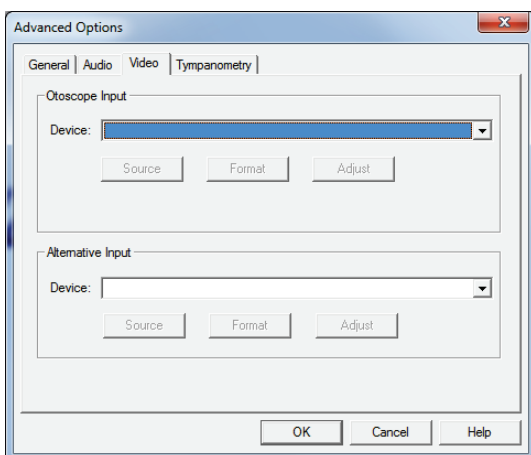 Advanced Options
General Audio Video Tympanometry
Otoscope Input
Device:
Source Format Adjust
Alternative Input
Device:
Source Format Adjust
OK Cancel Help